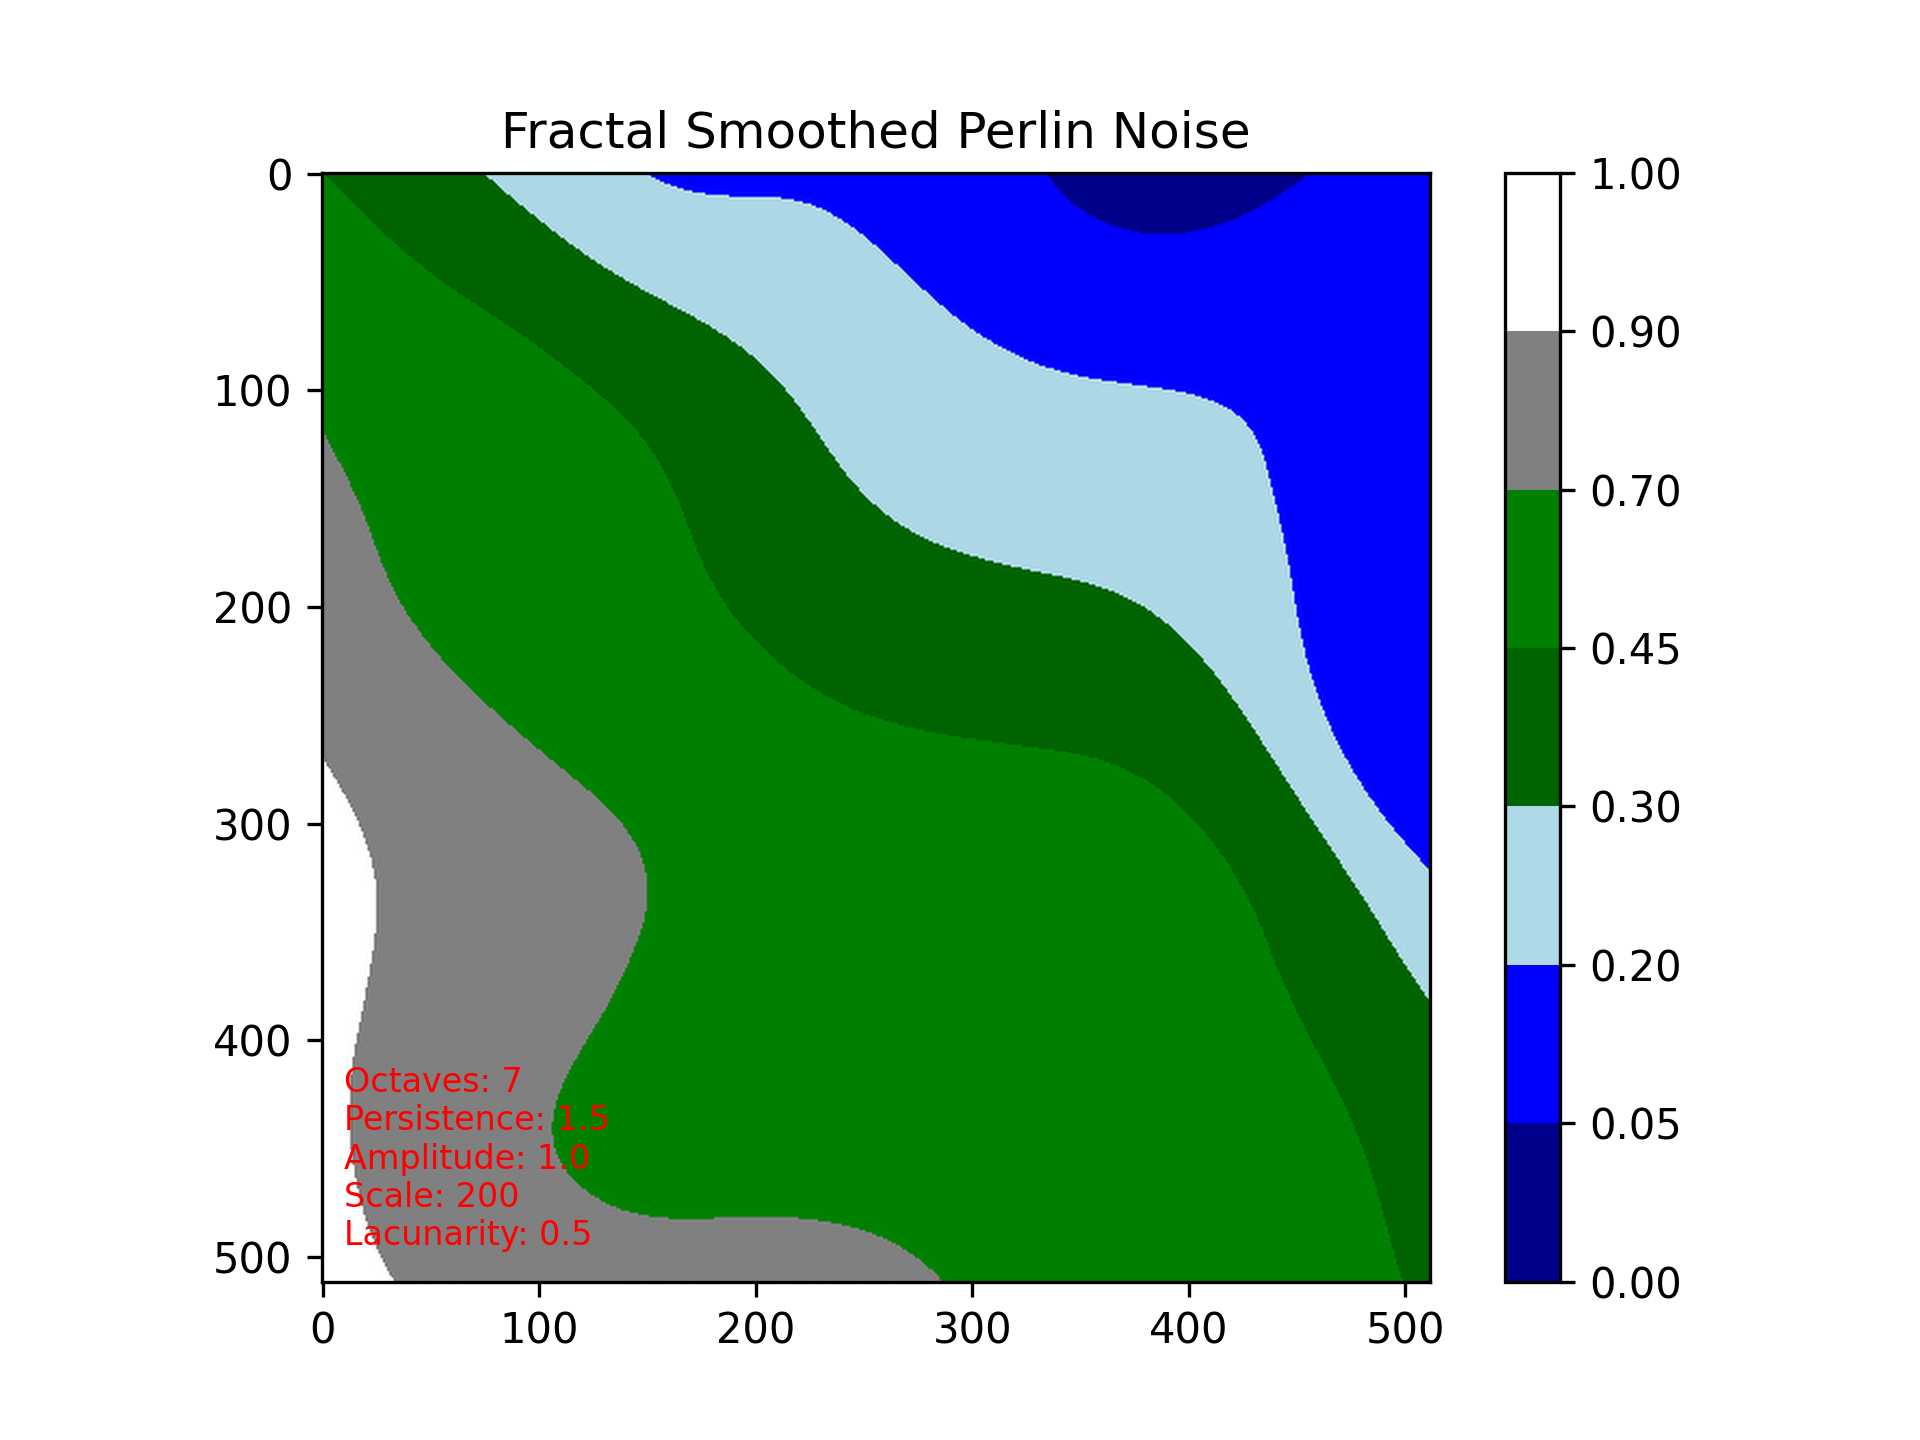 Fractal Smoothed Perlin Noise
0
100
200
300
400
500
Octaves: 7
Persistence: 1.5
Amplitude: 1.0
Scale: 200
Lacunarity: 0.5
0 100 200 300 400 500
1.00
0.90
0.70
0.45
0.30
0.20
0.05
0.00